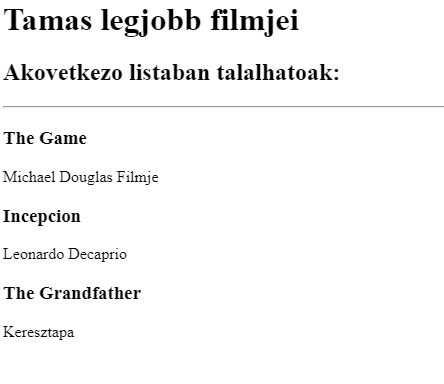 Tamas legjobb filmjei
Akovetkezo listaban talalhatoak:
The Game
Michael Douglas Filmje
Incepcion
Leonardo Decaprio
The Grandfather
Keresztapa